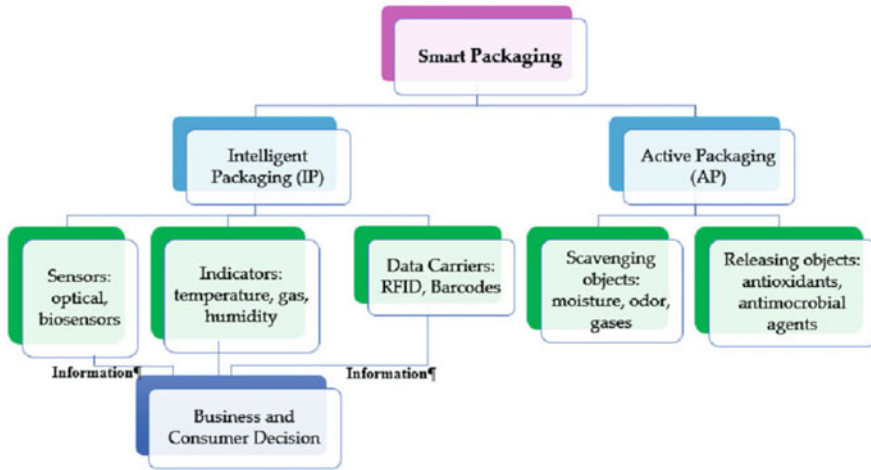 Smart Packaging
Intelligent
Packaging (IP)
Active Packaging
(AP)
Sensors:
optical,
biosensors
Indicators:
temperature, gas,
humidity
Data Carriers:
RFID, Barcodes
Scavenging
objects:
moisture, odor,
gases
Releasing objects:
antioxidants,
antimocrobial
agents
Information¶
Information¶
Business and
Consumer Decision